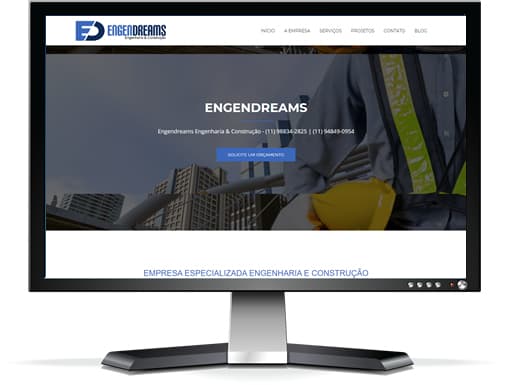 ENGENDREAMS
Engenharia & Construção
INÍCIO A EMPRESA SERVIÇOS PROJETOS CONTATO BLOG
ENGENDREAMS
Engendreams Engenharia & Construção - (11) 98834-2825 | (11) 94849-0954
SOLICITE UM ORÇAMENTO
EMPRESA ESPECIALIZADA ENGENHARIA E CONSTRUÇÃO